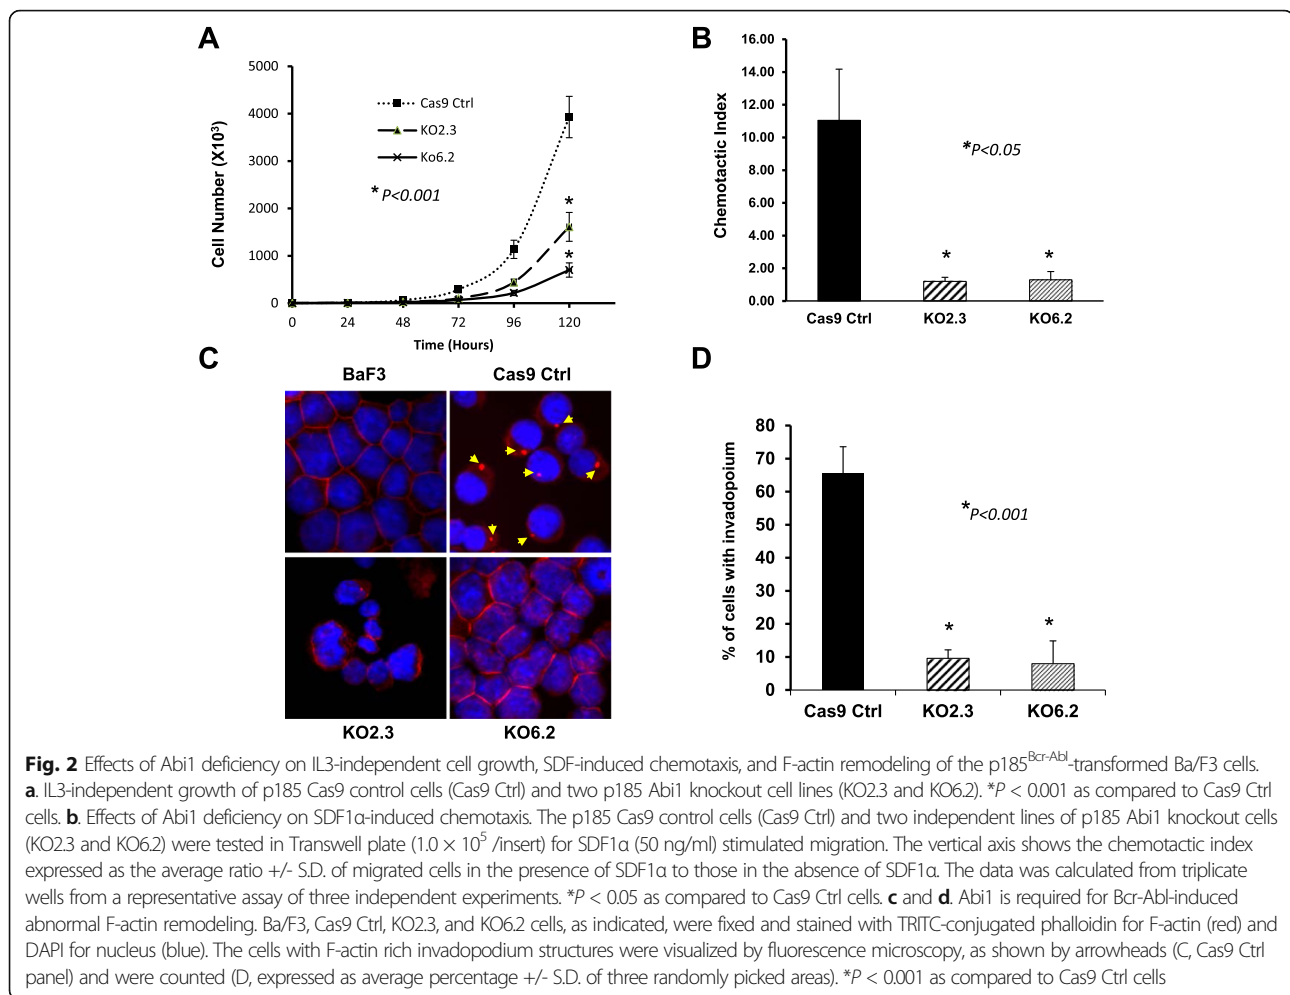 A
5000
4000
3000
2000
1000
0
Cell Number (X10³)
Cas9 Ctrl
KO2.3
Ko6.2
* P<0.001
*
*
0 24 48 72 96 120
Time (Hours)
B
16.00
14.00
12.00
10.00
8.00
6.00
4.00
2.00
0.00
Chemotactic Index
*P<0.05
* *
Cas9 Ctrl KO2.3 KO6.2
C
BaF3 Cas9 Ctrl
KO2.3 KO6.2
D
80
70
60
50
40
30
20
10
0
% of cells with invadopoium
*P<0.001
* *
Cas9 Ctrl KO2.3 KO6.2
Fig. 2 Effects of Abi1 deficiency on IL3-independent cell growth, SDF-induced chemotaxis, and F-actin remodeling of the p185^Bcr-Abl-transformed Ba/F3 cells.
a. IL3-independent growth of p185 Cas9 control cells (Cas9 Ctrl) and two p185 Abi1 knockout cell lines (KO2.3 and KO6.2). *P < 0.001 as compared to Cas9 Ctrl
cells. b. Effects of Abi1 deficiency on SDF1α-induced chemotaxis. The p185 Cas9 control cells (Cas9 Ctrl) and two independent lines of p185 Abi1 knockout cells
(KO2.3 and KO6.2) were tested in Transwell plate (1.0 × 10⁵ /insert) for SDF1α (50 ng/ml) stimulated migration. The vertical axis shows the chemotactic index
expressed as the average ratio +/- S.D. of migrated cells in the presence of SDF1α to those in the absence of SDF1α. The data was calculated from triplicate
wells from a representative assay of three independent experiments. *P < 0.05 as compared to Cas9 Ctrl cells. c and d. Abi1 is required for Bcr-Abl-induced
abnormal F-actin remodeling. Ba/F3, Cas9 Ctrl, KO2.3, and KO6.2 cells, as indicated, were fixed and stained with TRITC-conjugated phalloidin for F-actin (red) and
DAPI for nucleus (blue). The cells with F-actin rich invadopodium structures were visualized by fluorescence microscopy, as shown by arrowheads (C, Cas9 Ctrl
panel) and were counted (D, expressed as average percentage +/- S.D. of three randomly picked areas). *P < 0.001 as compared to Cas9 Ctrl cells